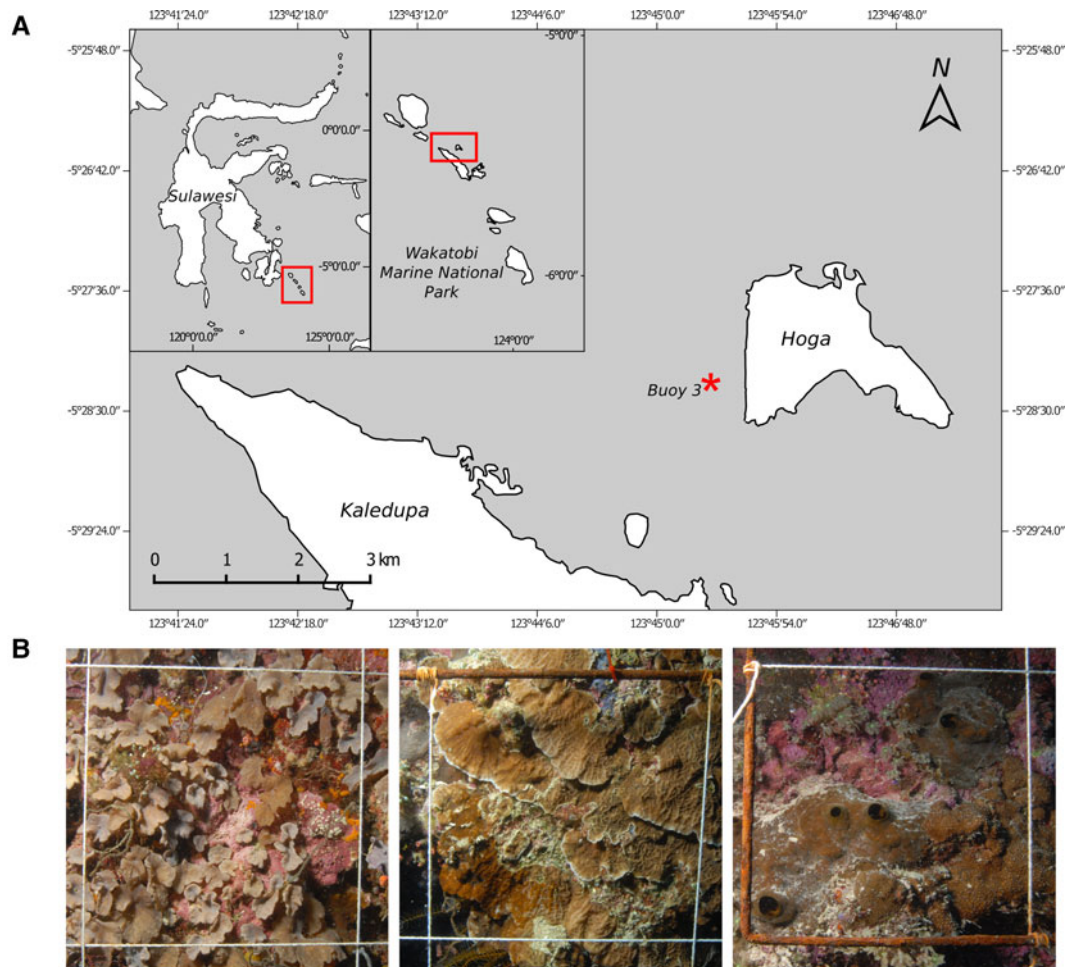 A
123°41'24.0" 123°42'18.0" 123°43'12.0" 123°44'6.0" 123°45'0.0" 123°45'54.0" 123°46'48.0"
-5°25'48.0" -5°0'0.0" -5°25'48.0"
N
0°0'0.0"
-5°26'42.0" -5°26'42.0"
Sulawesi
Wakatobi
Marine National
Park
-5°0'0.0" -6°0'0.0"
-5°27'36.0" -5°27'36.0"
120°0'0.0" 125°0'0.0" 124°0'0.0"
Hoga
Buoy 3 *
-5°28'30.0" -5°28'30.0"
Kaledupa
-5°29'24.0" -5°29'24.0"
0 1 2 3 km
123°41'24.0" 123°42'18.0" 123°43'12.0" 123°44'6.0" 123°45'0.0" 123°45'54.0" 123°46'48.0"
B